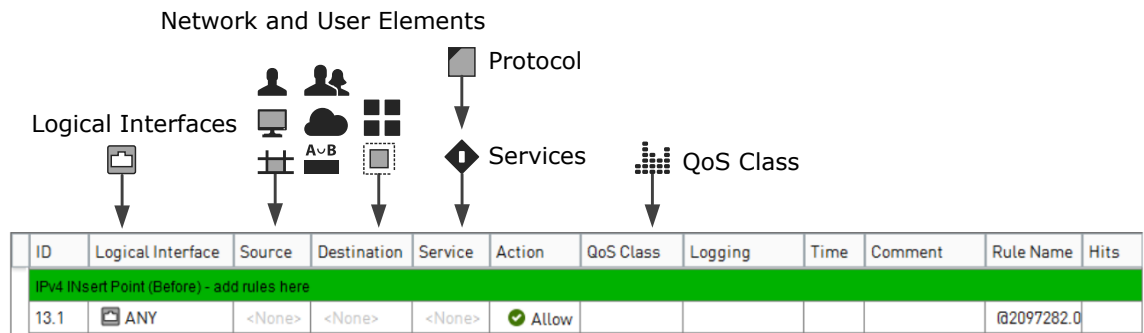 Network and User Elements
Protocol
Logical Interfaces
A∪B
Services
QoS Class
ID Logical Interface Source Destination Service Action QoS Class Logging Time Comment Rule Name Hits
IPv4 INsert Point (Before) - add rules here
13.1 ANY <None> <None> <None> Allow @2097282.0